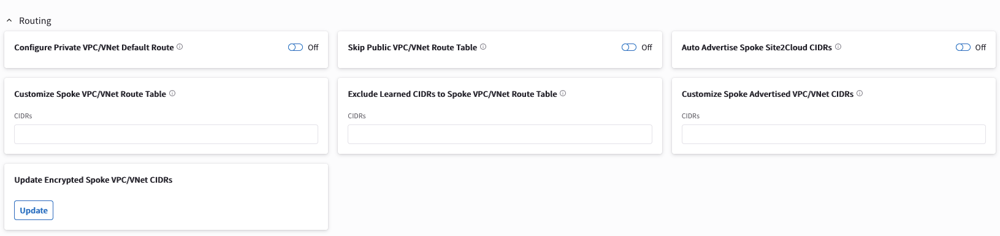 Routing
Configure Private VPC/VNet Default Route
Off
Skip Public VPC/VNet Route Table
Off
Auto Advertise Spoke Site2Cloud CIDRs
Off
Customize Spoke VPC/VNet Route Table
CIDRs
Exclude Learned CIDRs to Spoke VPC/VNet Route Table
CIDRs
Customize Spoke Advertised VPC/VNet CIDRs
CIDRs
Update Encrypted Spoke VPC/VNet CIDRs
Update